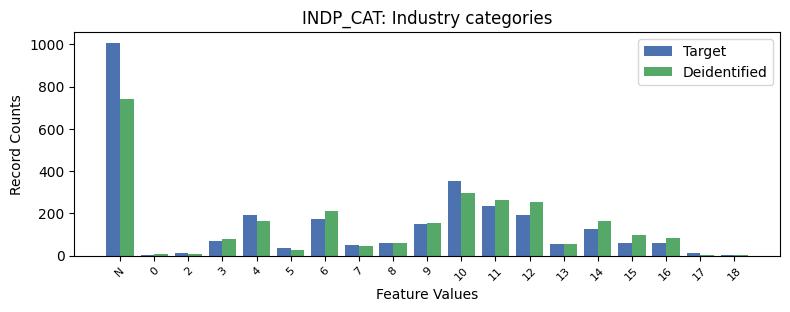 INDP_CAT: Industry categories
Target
Deidentified
Record Counts
1000
800
600
400
200
0
N 0 2 3 4 5 6 7 8 9 10 11 12 13 14 15 16 17 18
Feature Values